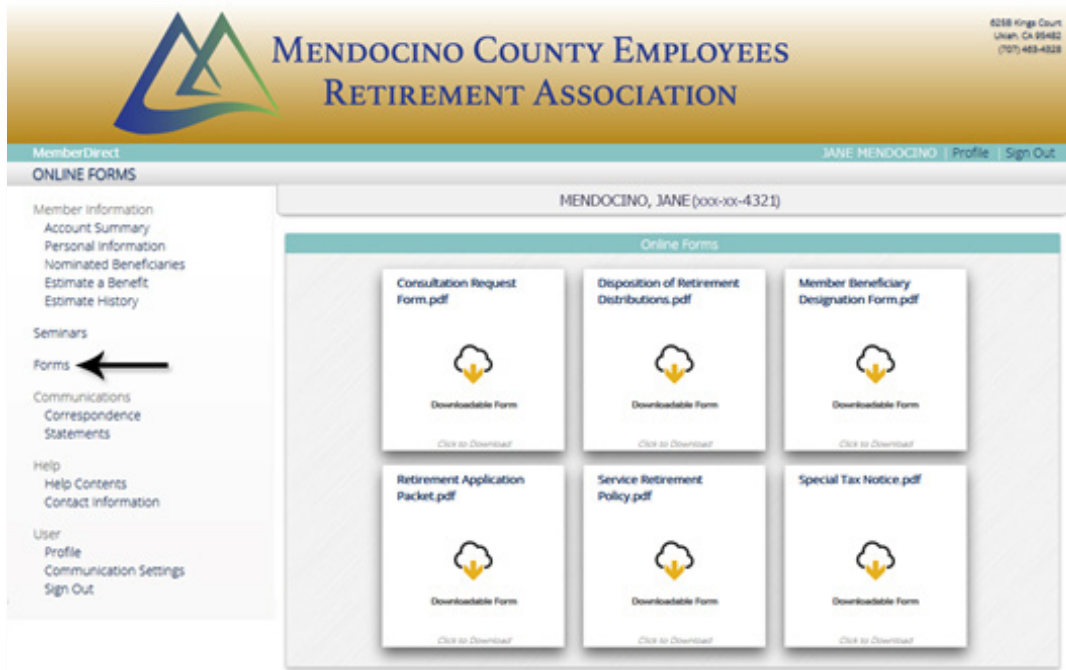 MENDOCINO COUNTY EMPLOYEES
RETIREMENT ASSOCIATION
6258 Kings Court
Ukiah, CA 95482
(707) 463-4328
MemberDirect
JANE MENDOCINO | Profile | Sign Out
ONLINE FORMS
Member Information
Account Summary
Personal Information
Nominated Beneficiaries
Estimate a Benefit
Estimate History
Seminars
Forms
Communications
Correspondence
Statements
Help
Help Contents
Contact Information
User
Profile
Communication Settings
Sign Out
MENDOCINO, JANE (xxx-xx-4321)
Online Forms
Consultation Request
Form.pdf
Downloadable Form
Click to Download
Disposition of Retirement
Distributions.pdf
Downloadable Form
Click to Download
Member Beneficiary
Designation Form.pdf
Downloadable Form
Click to Download
Retirement Application
Packet.pdf
Downloadable Form
Click to Download
Service Retirement
Policy.pdf
Downloadable Form
Click to Download
Special Tax Notice.pdf
Downloadable Form
Click to Download